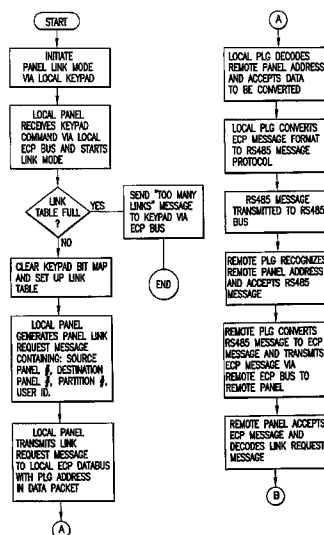 START
INITIATE
PANEL LINK MODE
VIA LOCAL KEYPAD
LOCAL PANEL
RECEIVES KEYPAD
COMMAND VIA LOCAL
ECP BUS AND STARTS
LINK MODE
LINK
TABLE FULL
?
YES
SEND "TOO MANY
LINKS" MESSAGE
TO KEYPAD VIA
ECP BUS
END
NO
CLEAR KEYPAD BIT MAP
AND SET UP LINK
TABLE
LOCAL PANEL
GENERATES PANEL LINK
REQUEST MESSAGE
CONTAINING: SOURCE
PANEL #, DESTINATION
PANEL #, PARTITION #,
USER ID.
LOCAL PANEL
TRANSMITS LINK
REQUEST MESSAGE
TO LOCAL ECP DATABUS
WITH PLG ADDRESS
IN DATA PACKET
A
A
LOCAL PLG DECODES
REMOTE PANEL ADDRESS
AND ACCEPTS DATA
TO BE CONVERTED
LOCAL PLG CONVERTS
ECP MESSAGE FORMAT
TO RS485 MESSAGE
PROTOCOL
RS485 MESSAGE
TRANSMITTED TO RS485
BUS
REMOTE PLG RECOGNIZES
REMOTE PANEL ADDRESS
AND ACCEPTS RS485
MESSAGE
REMOTE PLG CONVERTS
RS485 MESSAGE TO ECP
MESSAGE AND TRANSMITS
ECP MESSAGE VIA
REMOTE ECP BUS TO
REMOTE PANEL
REMOTE PANEL ACCEPTS
ECP MESSAGE AND
DECODES LINK REQUEST
MESSAGE
B